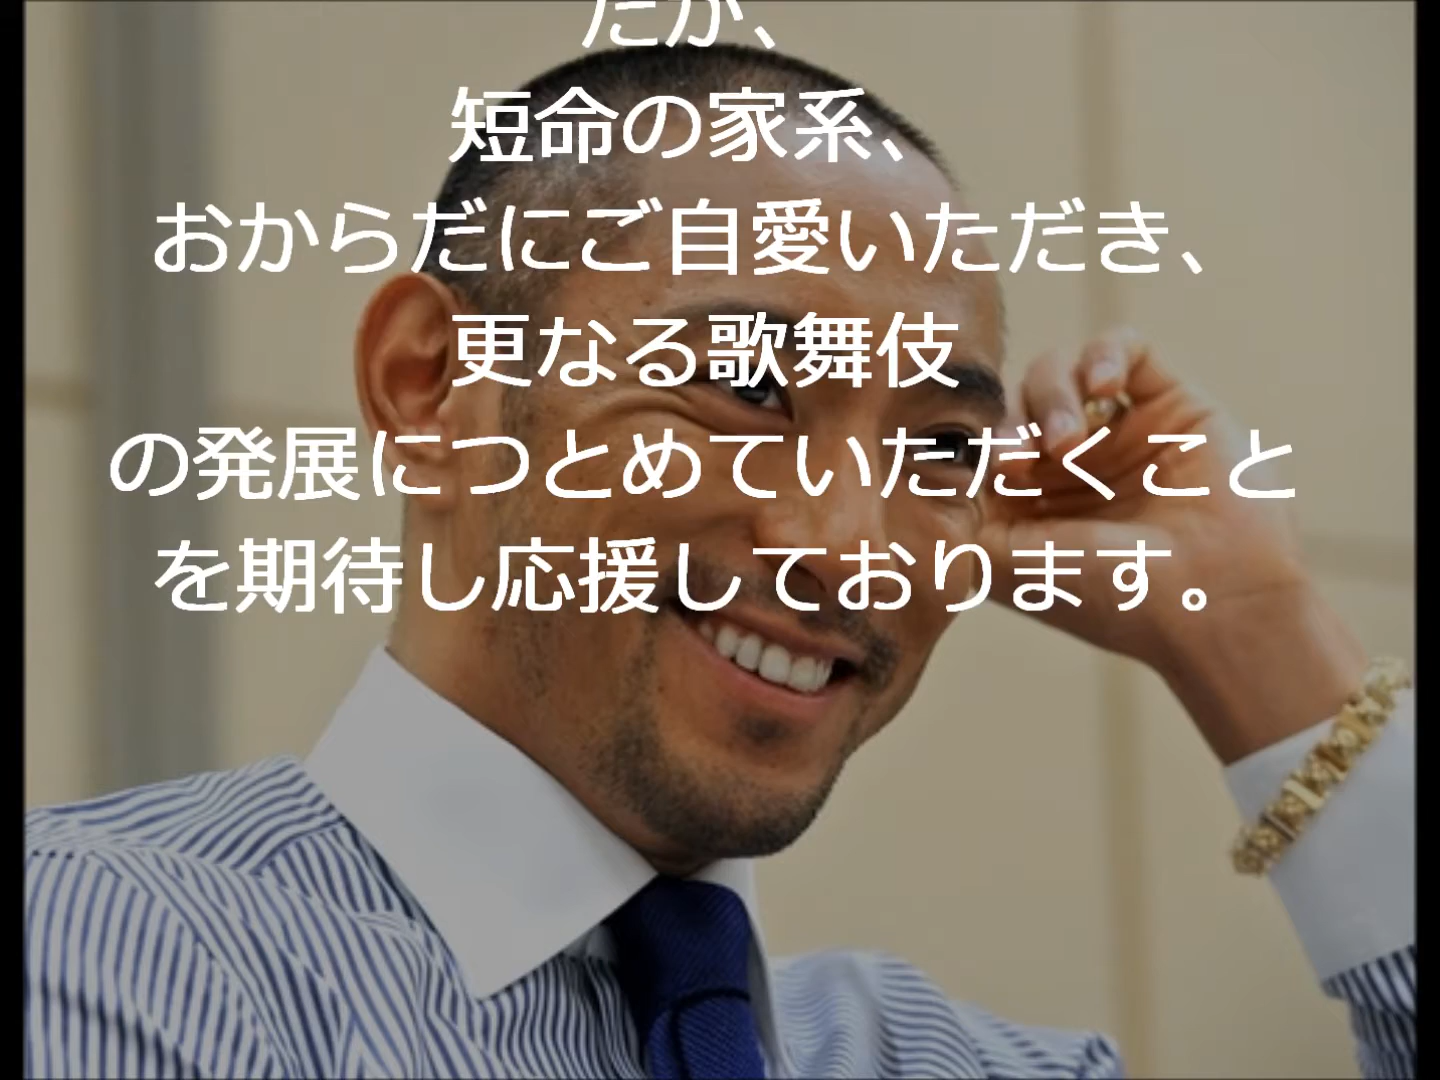 たが、
短命の家系、
おからだにご自愛いただき、
更なる歌舞伎
の発展につとめていただくこと
を期待し応援しております。